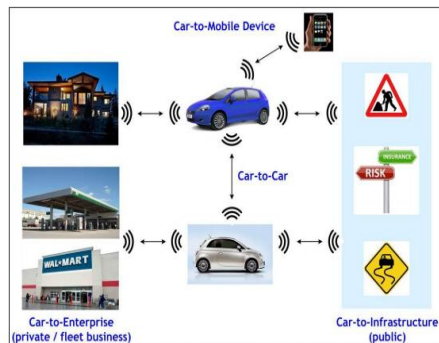 Car-to-Mobile Device
INSURANCE
RISK
Car-to-Car
WAL★MART
Car-to-Enterprise
(private / fleet business)
Car-to-Infrastructure
(public)